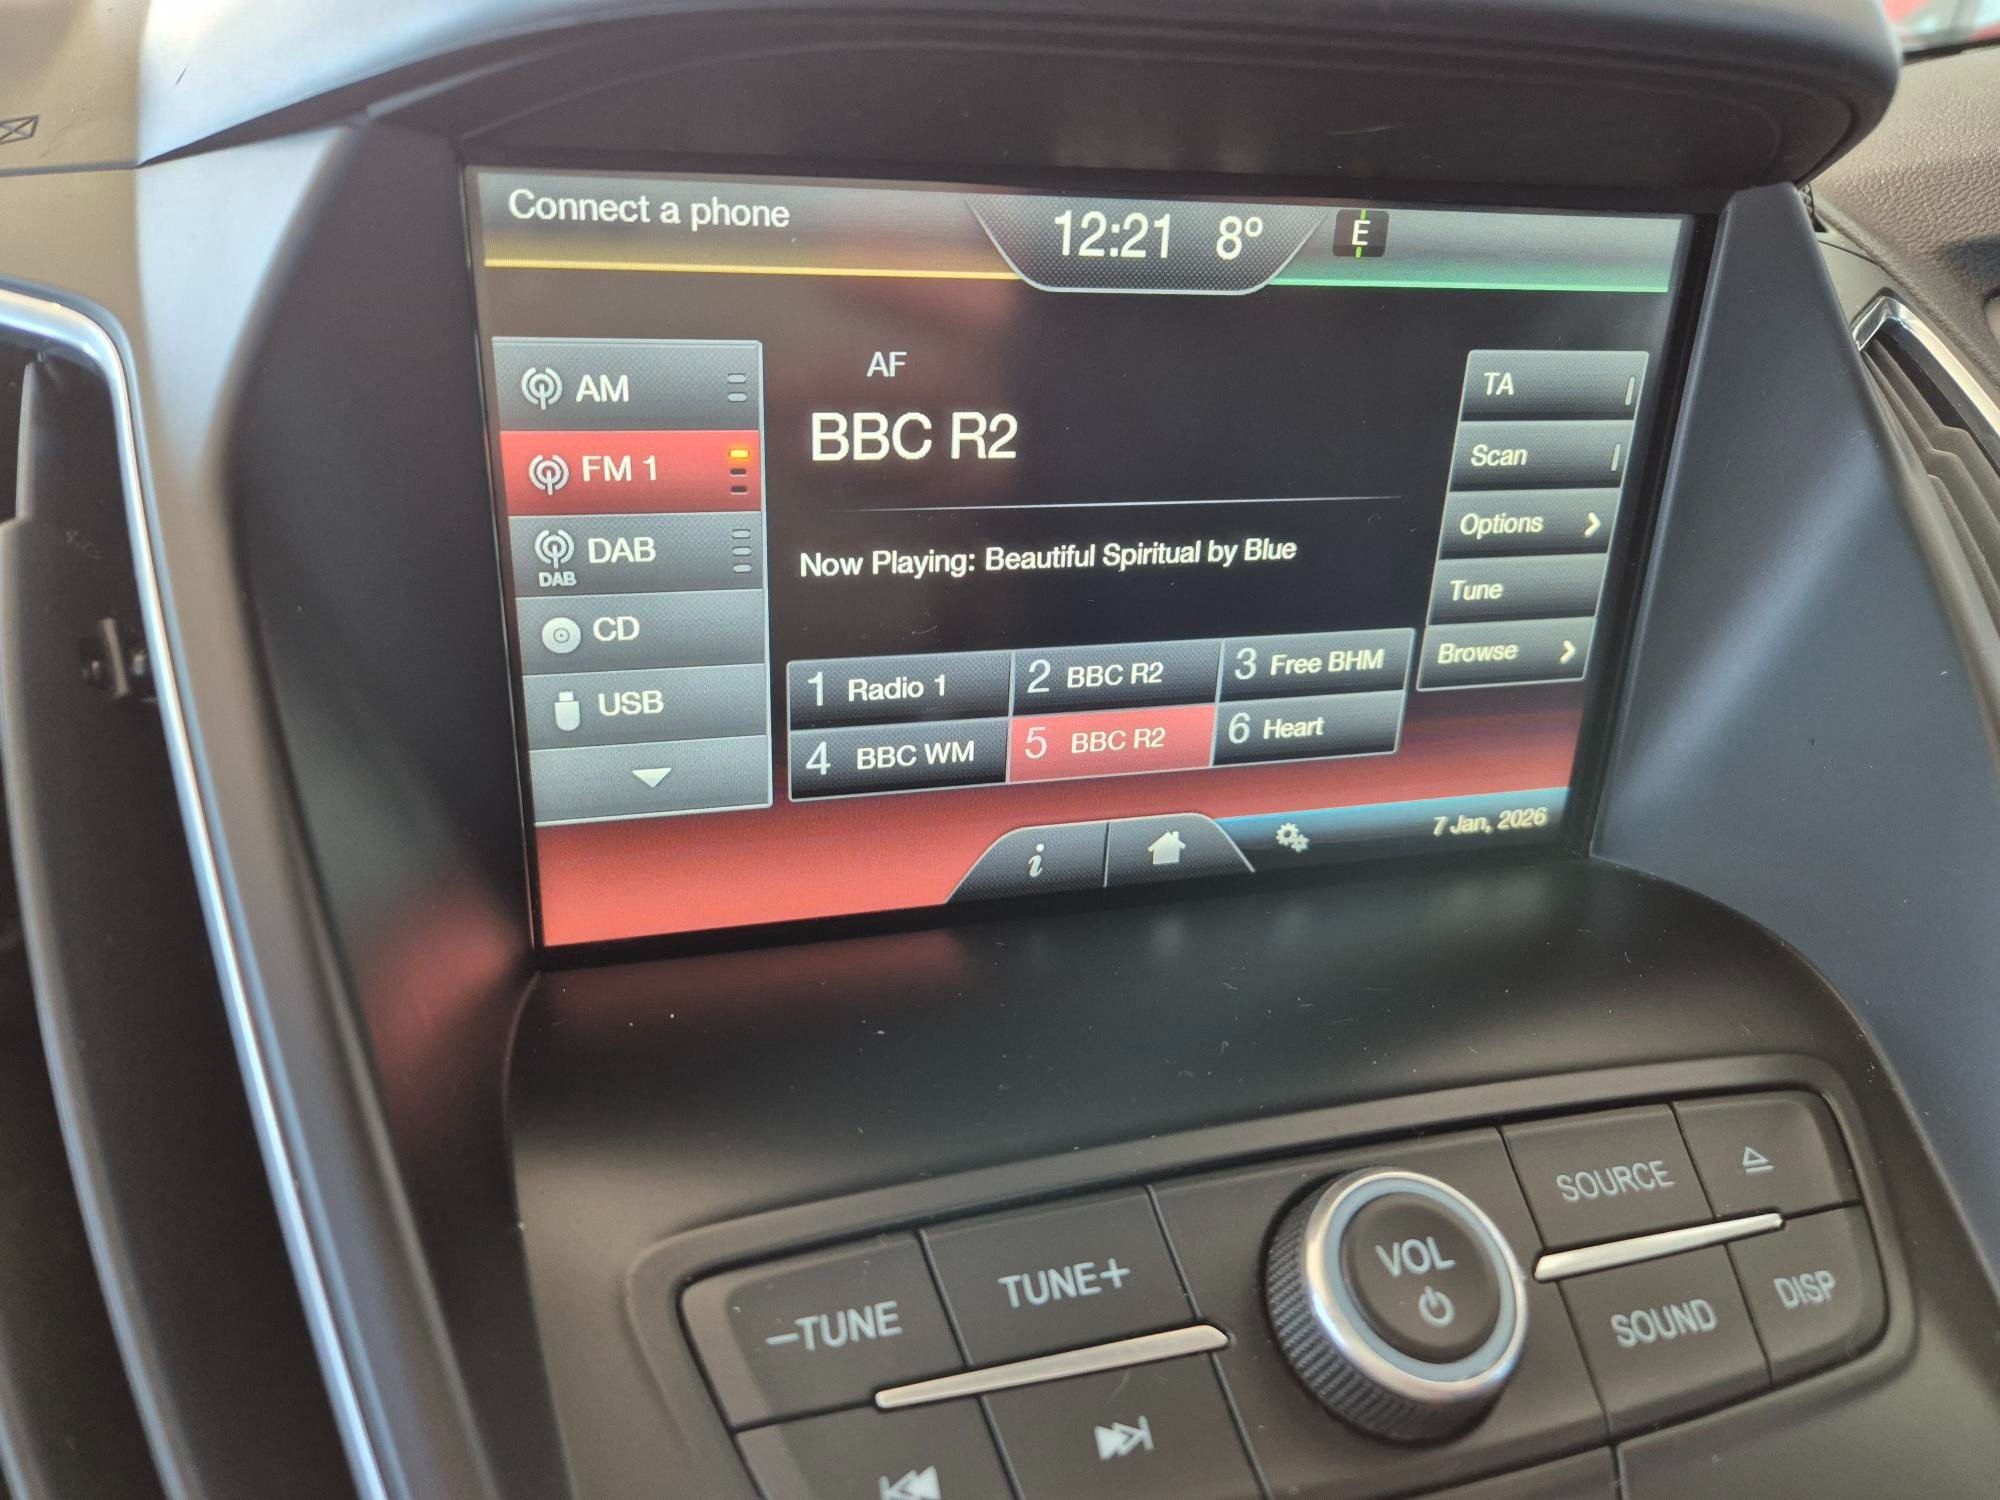 Connect a phone
12:21 8° E
AF
BBC R2
Now Playing: Beautiful Spiritual by Blue
AM
FM 1
DAB
DAB
CD
USB
TA
Scan
Options
Tune
Browse
1 Radio 1
2 BBC R2
3 Free BHM
4 BBC WM
5 BBC R2
6 Heart
i
7 Jan, 2026
–TUNE
TUNE+
VOL
SOURCE
SOUND
DISP